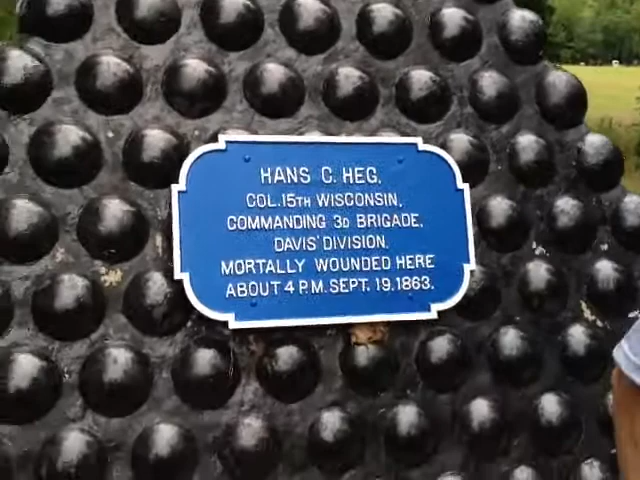 HANS C. HEG,
COL. 15TH WISCONSIN,
COMMANDING 3D BRIGADE,
DAVIS' DIVISION,
MORTALLY WOUNDED HERE
ABOUT 4 P.M. SEPT. 19. 1863.